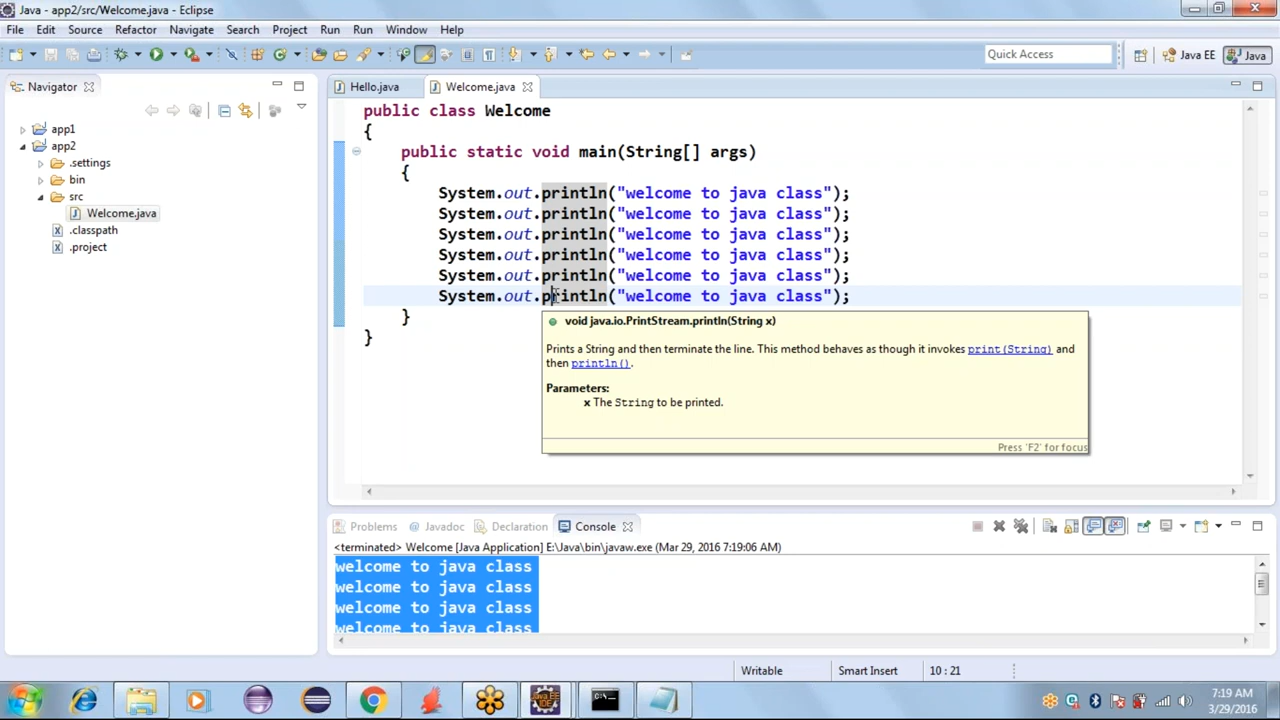 Java - app2/src/Welcome.java - Eclipse
File Edit Source Refactor Navigate Search Project Run Run Window Help
Quick Access
Java EE
Java
Navigator
app1
app2
.settings
bin
src
Welcome.java
.classpath
.project
Hello.java
Welcome.java
public class Welcome
{
public static void main(String[] args)
{
System.out.println("welcome to java class");
System.out.println("welcome to java class");
System.out.println("welcome to java class");
System.out.println("welcome to java class");
System.out.println("welcome to java class");
System.out.println("welcome to java class");
}
}
void java.io.PrintStream.println(String x)
Prints a String and then terminate the line. This method behaves as though it invokes print(String) and
then println().
Parameters:
x The String to be printed.
Press 'F2' for focus
Problems @ Javadoc Declaration Console
<terminated> Welcome [Java Application] E:\Java\bin\javaw.exe (Mar 29, 2016 7:19:06 AM)
welcome to java class
welcome to java class
welcome to java class
welcome to java class
Writable Smart Insert 10 : 21
7:19 AM
3/29/2016